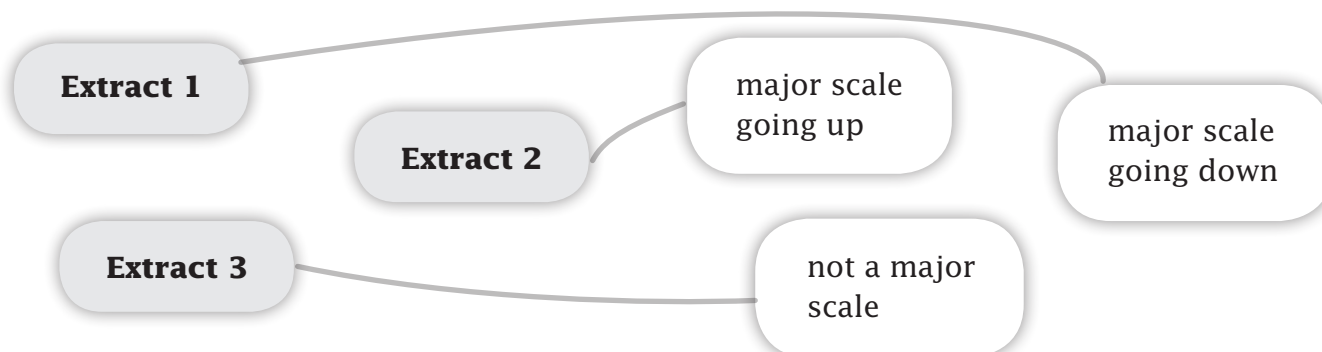 Extract 1
Extract 2
major scale
going up
major scale
going down
Extract 3
not a major
scale